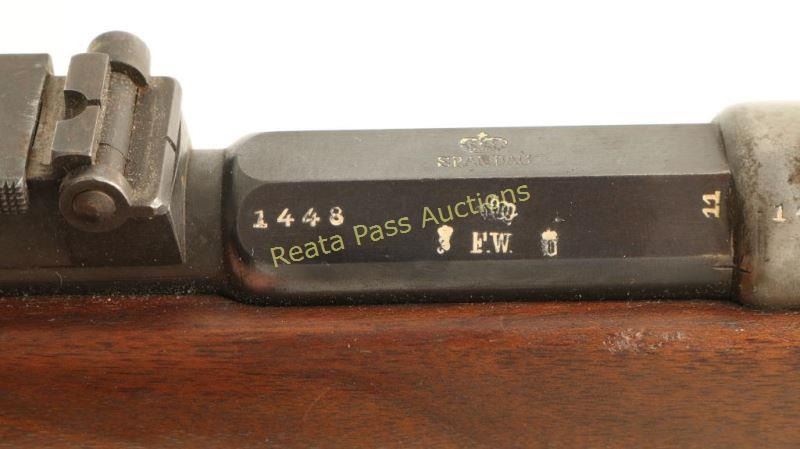 SPANDAU
1448
11
F.W.
Reata Pass Auctions